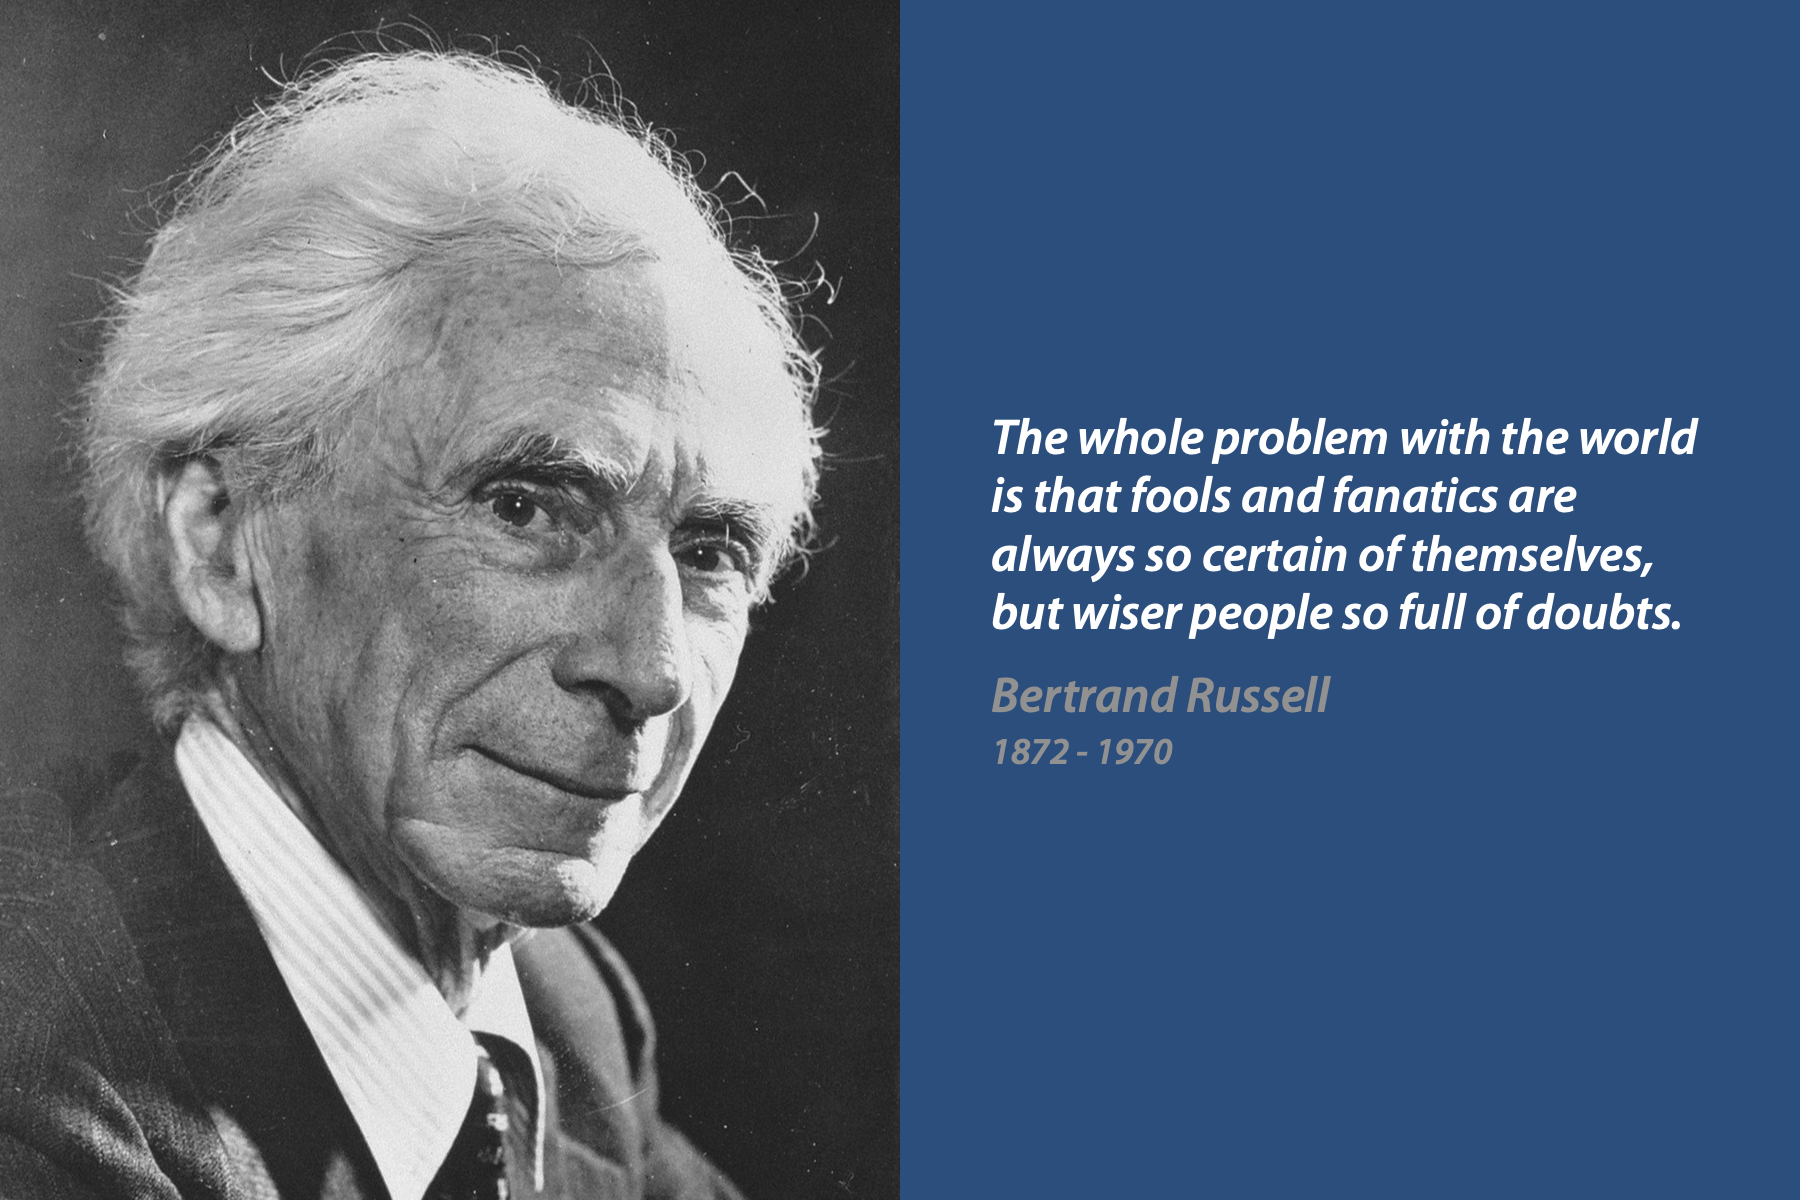 The whole problem with the world
is that fools and fanatics are
always so certain of themselves,
but wiser people so full of doubts.
Bertrand Russell
1872 - 1970